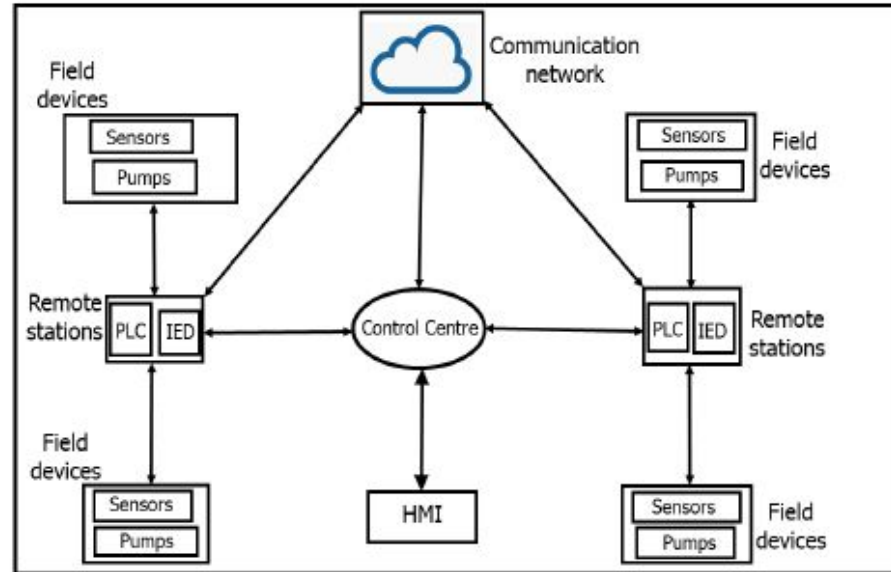 Communication
network
Field
devices
Sensors
Pumps
Sensors
Pumps
Field
devices
Remote
stations
PLC
IED
Control Centre
PLC
IED
Remote
stations
Field
devices
Sensors
Pumps
HMI
Sensors
Pumps
Field
devices